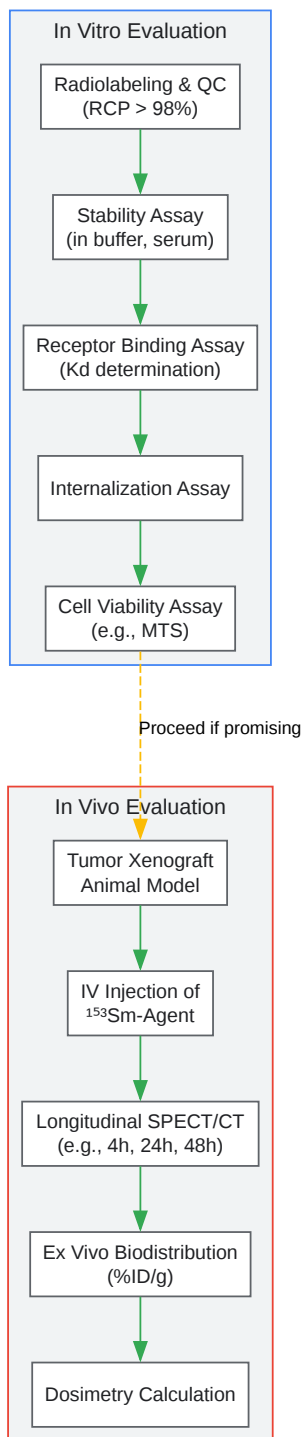 In Vitro Evaluation
Radiolabeling & QC
(RCP > 98%)
Stability Assay
(in buffer, serum)
Receptor Binding Assay
(Kd determination)
Internalization Assay
Cell Viability Assay
(e.g., MTS)
Proceed if promising
In Vivo Evaluation
Tumor Xenograft
Animal Model
IV Injection of
¹⁵³Sm-Agent
Longitudinal SPECT/CT
(e.g., 4h, 24h, 48h)
Ex Vivo Biodistribution
(%ID/g)
Dosimetry Calculation